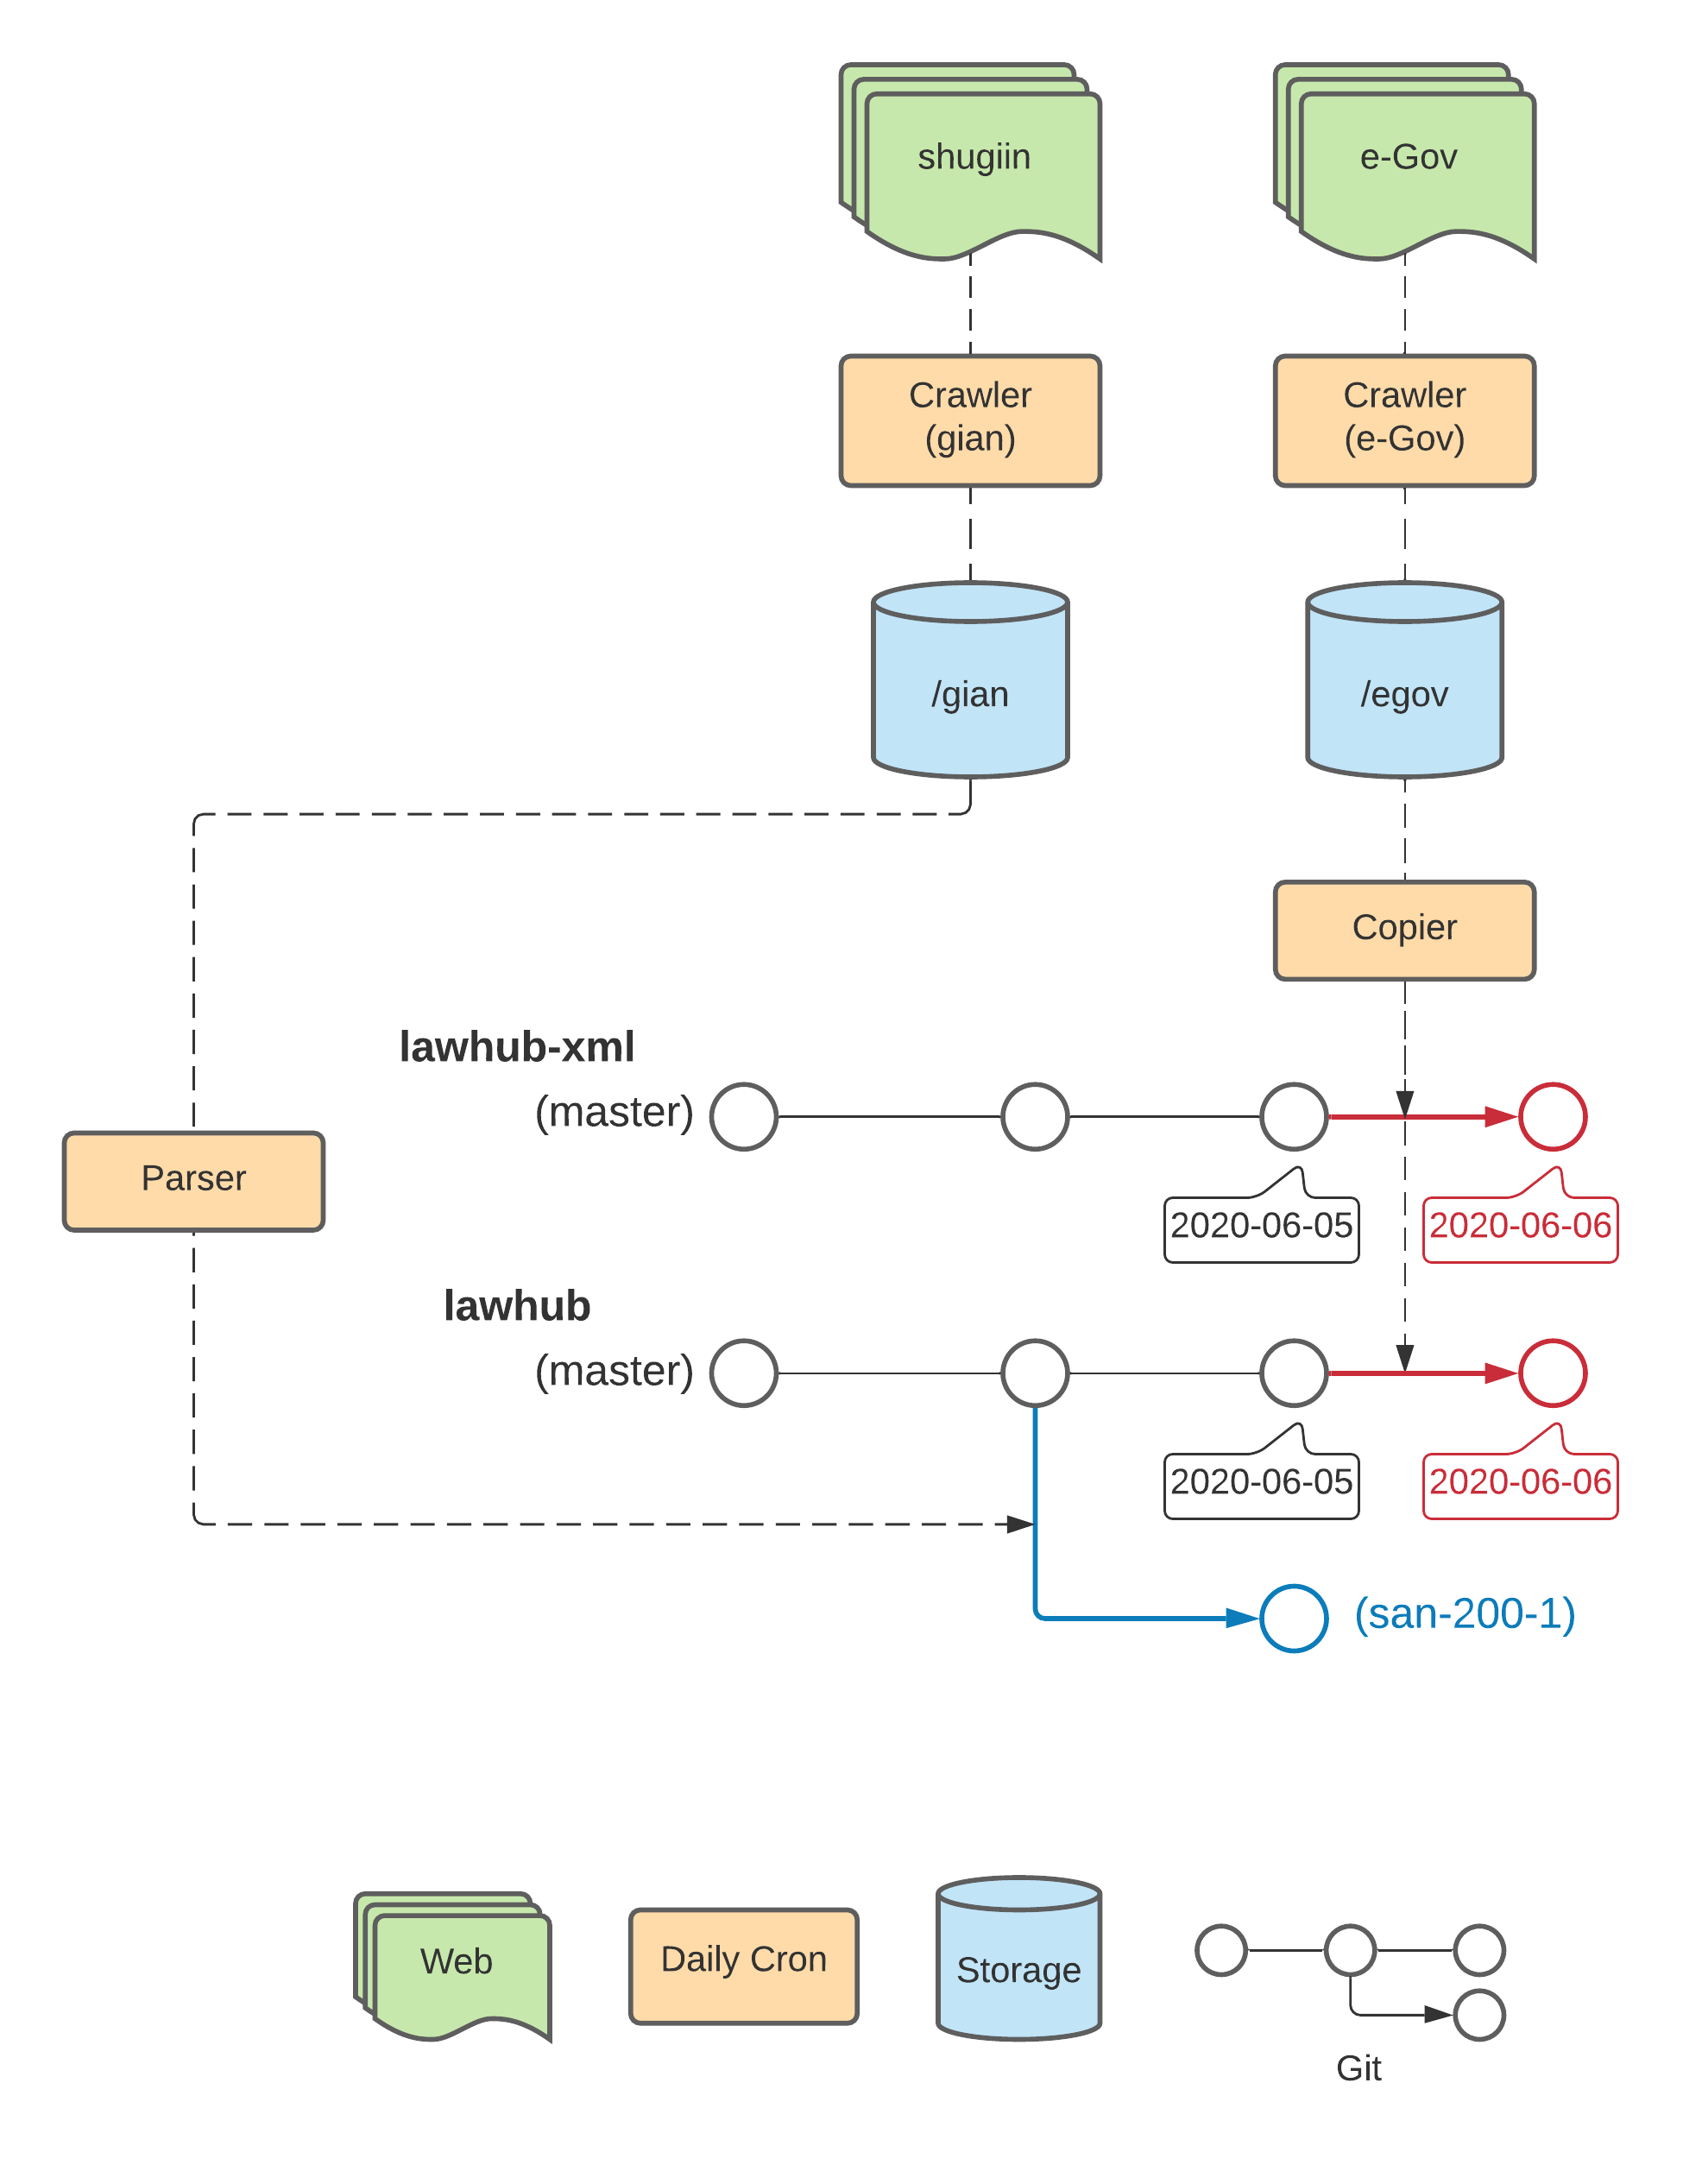 shugiin
e-Gov
Crawler
(gian)
Crawler
(e-Gov)
/gian
/egov
Copier
lawhub-xml
(master)
Parser
2020-06-05
2020-06-06
lawhub
(master)
2020-06-05
2020-06-06
(san-200-1)
Web
Daily Cron
Storage
Git